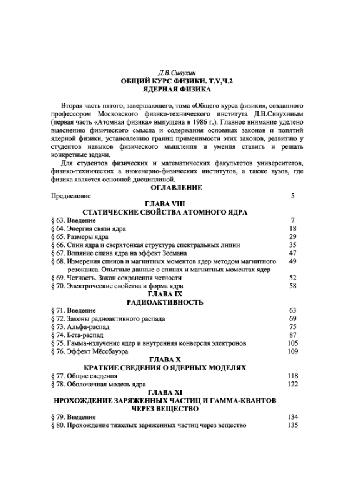 Д.В.Сивухин
ОБЩИЙ КУРС ФИЗИКИ. Т.V,Ч.2
ЯДЕРНАЯ ФИЗИКА
Вторая часть пятого, завершающего, тома «Общего курса физики», созданного
профессором Московского физико-технического института Д.В.Сивухиным
(первая часть «Атомная физика» выпущена в 1986 г.). Главное внимание уделено
выяснению физического смысла и содержания основных законов и понятий
ядерной физики, установлению границ применимости этих законов, развитию у
студентов навыков физического мышления и умения ставить и решать
конкретные задачи.
Для студентов физических и математических факультетов университетов,
физико-технических и инженерно-физических институтов, а также вузов, где
физика является основной дисциплиной.
ОГЛАВЛЕНИЕ
Предисловие 5
ГЛАВА VIII
СТАТИЧЕСКИЕ СВОЙСТВА АТОМНОГО ЯДРА
§ 63. Введение 7
§ 64. Энергия связи ядра 18
§ 65. Размеры ядра 29
§ 66. Спин ядра и сверхтонкая структура спектральных линий 35
§ 67. Влияние спина ядра на эффект Зеемана 47
§ 68. Измерения спинов и магнитных моментов ядер методом магнитного 49
резонанса. Опытные данные о спинах и магнитных моментах ядер
§ 69. Четность. Закон сохранения четности 52
§ 70. Электрические свойства и форма ядра 58
ГЛАВА IX
РАДИОАКТИВНОСТЬ
§ 71. Введение 63
§ 72. Законы радиоактивного распада 69
§ 73. Альфа-распад 75
§ 74. Бета-распад 87
§ 75. Гамма-излучение ядер и внутренняя конверсия электронов 105
§ 76. Эффект Мёссбауэра 109
ГЛАВА X
КРАТКИЕ СВЕДЕНИЯ О ЯДЕРНЫХ МОДЕЛЯХ
§ 77. Общие сведения 118
§ 78. Оболочечная модель ядра 122
ГЛАВА XI
ПРОХОЖДЕНИЕ ЗАРЯЖЕННЫХ ЧАСТИЦ И ГАММА-КВАНТОВ
ЧЕРЕЗ ВЕЩЕСТВО
§ 79. Введение 134
§ 80. Прохождение тяжелых заряженных частиц через вещество 135